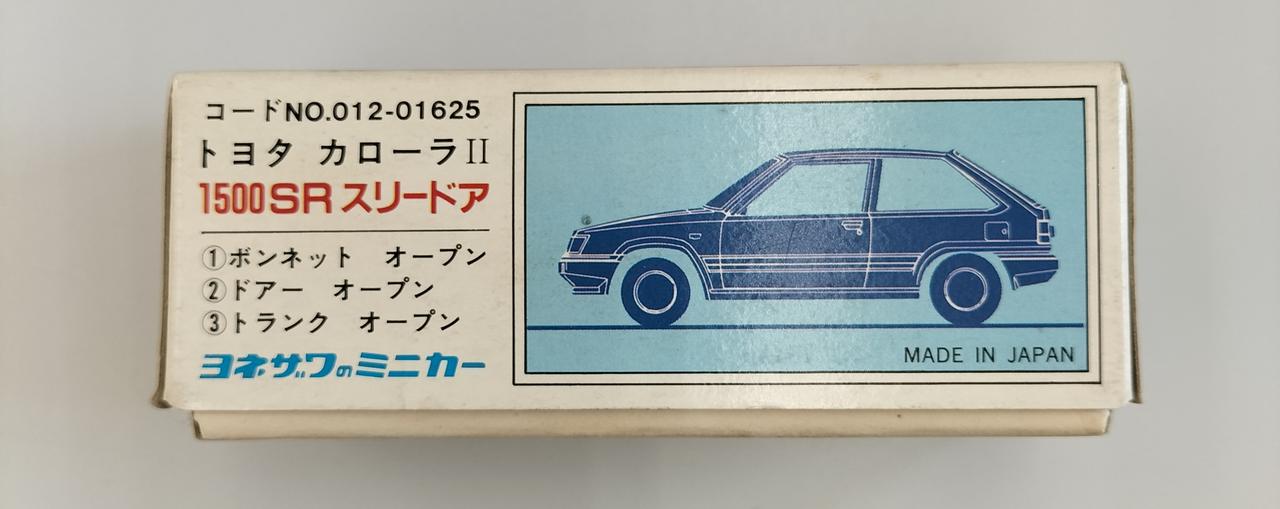 コードNO.012-01625
トヨタ カローラII
1500SR スリードア
①ボンネット オープン
②ドアー オープン
③トランク オープン
ヨネザワのミニカー
MADE IN JAPAN